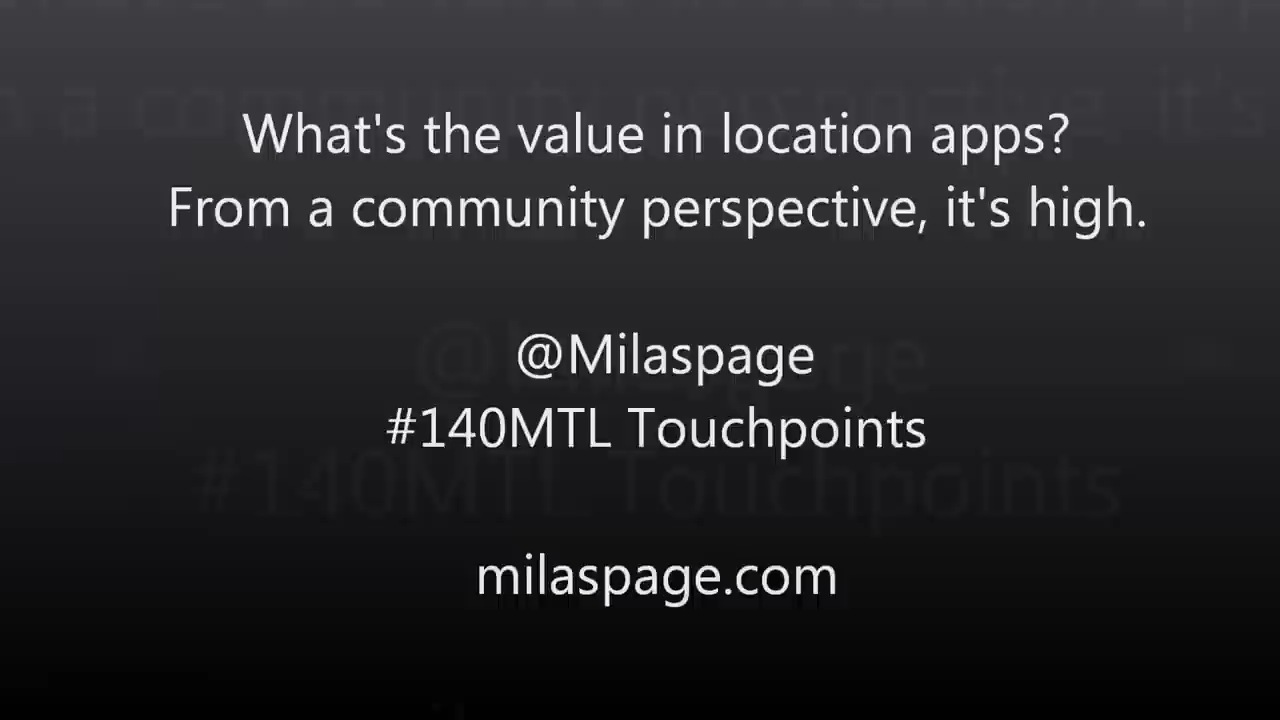 What's the value in location apps?
From a community perspective, it's high.
@Milaspage
#140MTL Touchpoints
milaspage.com